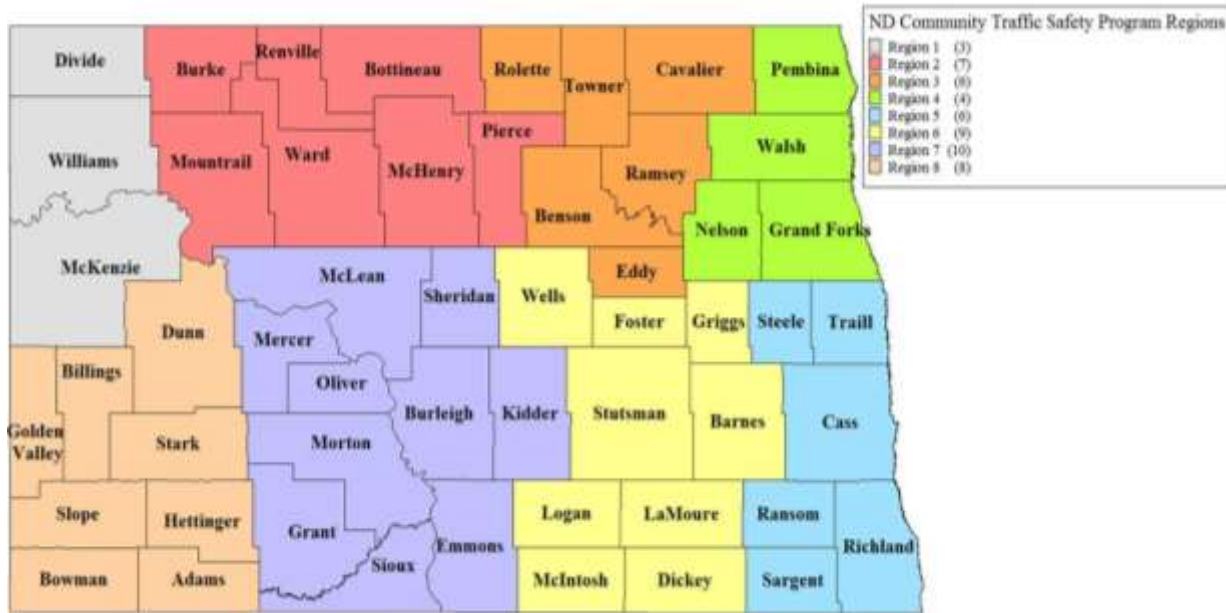 ND Community Traffic Safety Program Regions
Region 1 (3)
Region 2 (7)
Region 3 (6)
Region 4 (4)
Region 5 (6)
Region 6 (9)
Region 7 (10)
Region 8 (8)
Divide
Burke
Renville
Bottineau
Rolette
Towner
Cavalier
Pembina
Williams
Mountrail
Ward
McHenry
Pierce
Benson
Ramsey
Walsh
Nelson
Grand Forks
McKenzie
McLean
Sheridan
Wells
Eddy
Foster
Griggs
Steele
Traill
Dunn
Mercer
Oliver
Billings
Golden
Valley
Stark
Morton
Burleigh
Kidder
Stutsman
Barnes
Cass
Slope
Hettinger
Grant
Sioux
Emmons
Logan
LaMoure
Ransom
Richland
Bowman
Adams
McIntosh
Dickey
Sargent